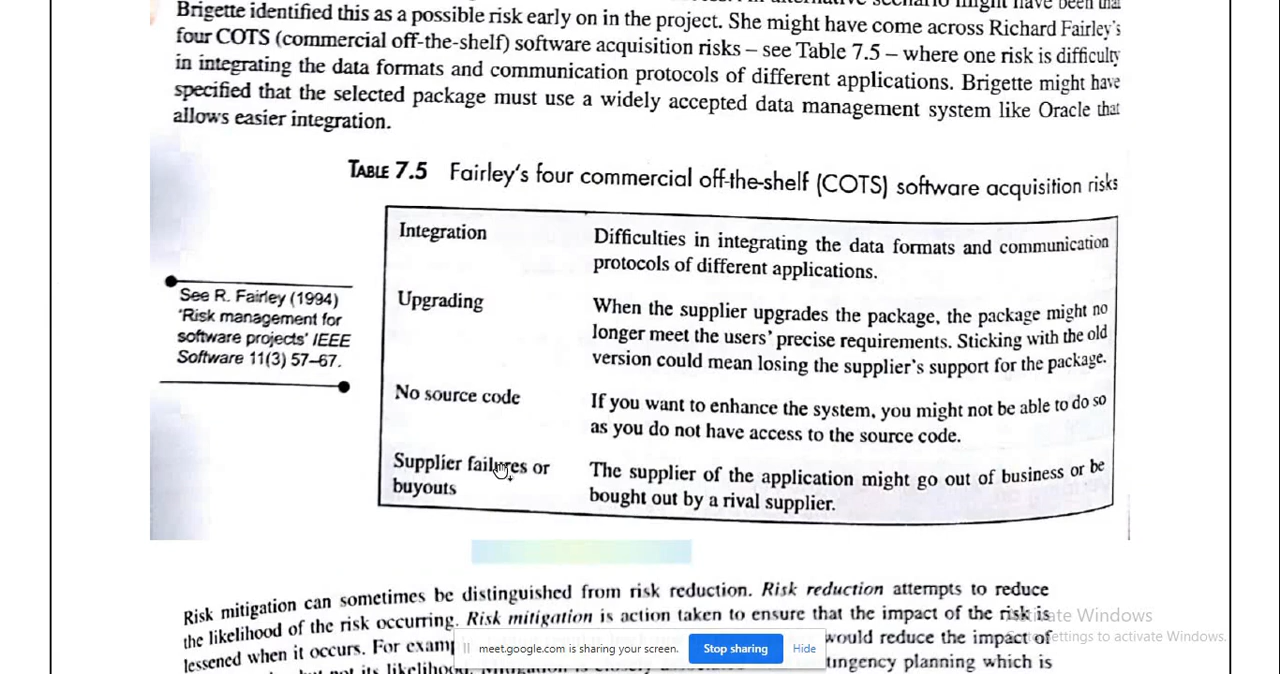 Brigette identified this as a possible risk early on in the project. She might have come across Richard Fairley's
four COTS (commercial off-the-shelf) software acquisition risks – see Table 7.5 – where one risk is difficulty
in integrating the data formats and communication protocols of different applications. Brigette might have
specified that the selected package must use a widely accepted data management system like Oracle that
allows easier integration.
TABLE 7.5 Fairley's four commercial off-the-shelf (COTS) software acquisition risks
Integration Difficulties in integrating the data formats and communication
protocols of different applications.
See R. Fairley (1994)
'Risk management for
software projects' IEEE
Software 11(3) 57–67.
Upgrading When the supplier upgrades the package, the package might no
longer meet the users' precise requirements. Sticking with the old
version could mean losing the supplier's support for the package.
No source code If you want to enhance the system, you might not be able to do so
as you do not have access to the source code.
Supplier failures or The supplier of the application might go out of business or be
buyouts bought out by a rival supplier.
Risk mitigation can sometimes be distinguished from risk reduction. Risk reduction attempts to reduce
the likelihood of the risk occurring. Risk mitigation is action taken to ensure that the impact of the risk is
lessened when it occurs. For would reduce the impact of
planning which is
Activate Windows
settings to activate Windows.
meet.google.com is sharing your screen. Stop sharing Hide